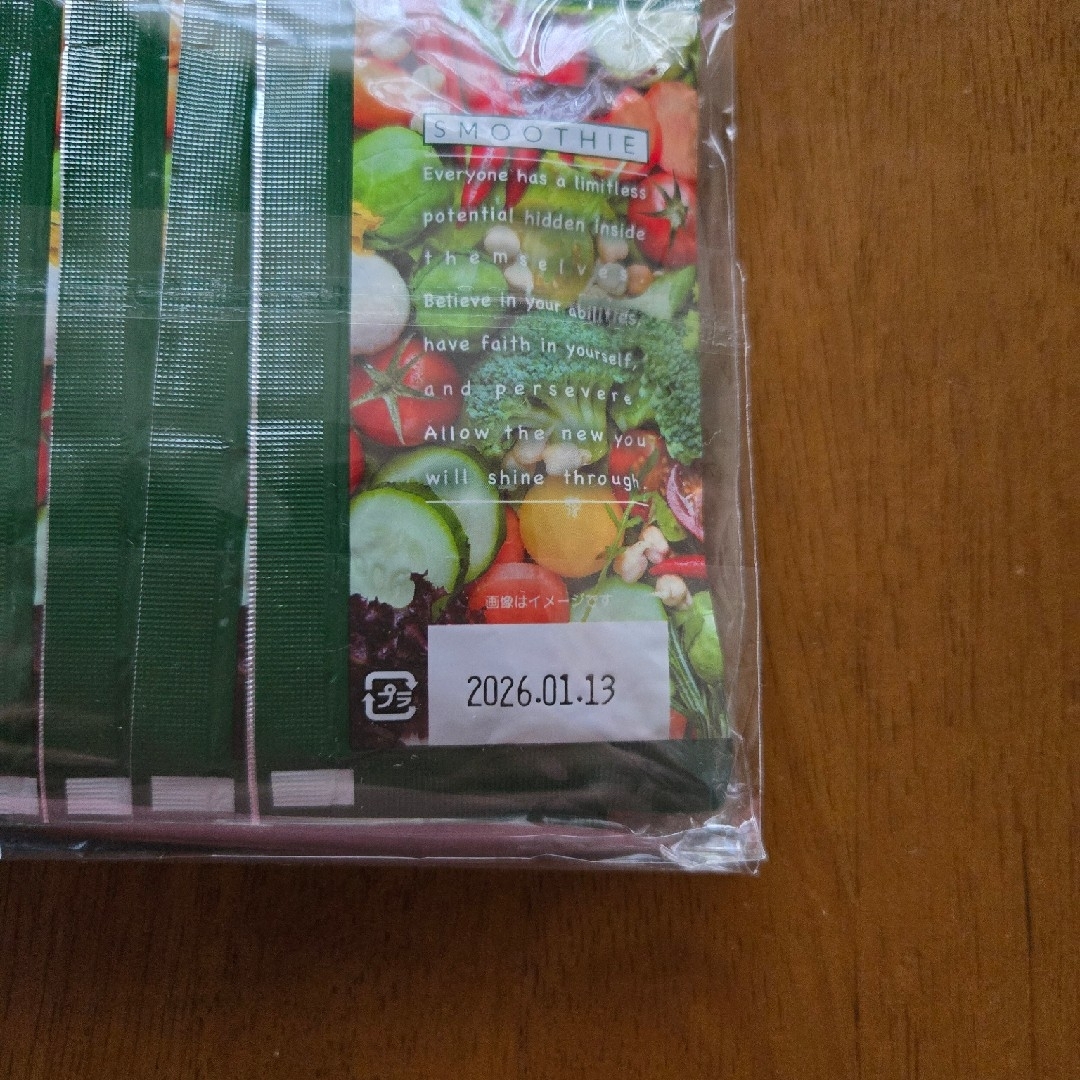 SMOOTHIE
Everyone has a limitless
potential hidden inside
themselves
Believe in your abilities,
have faith in yourself,
and persevere
Allow the new you
will shine through.
画像はイメージです
プラ
2026.01.13